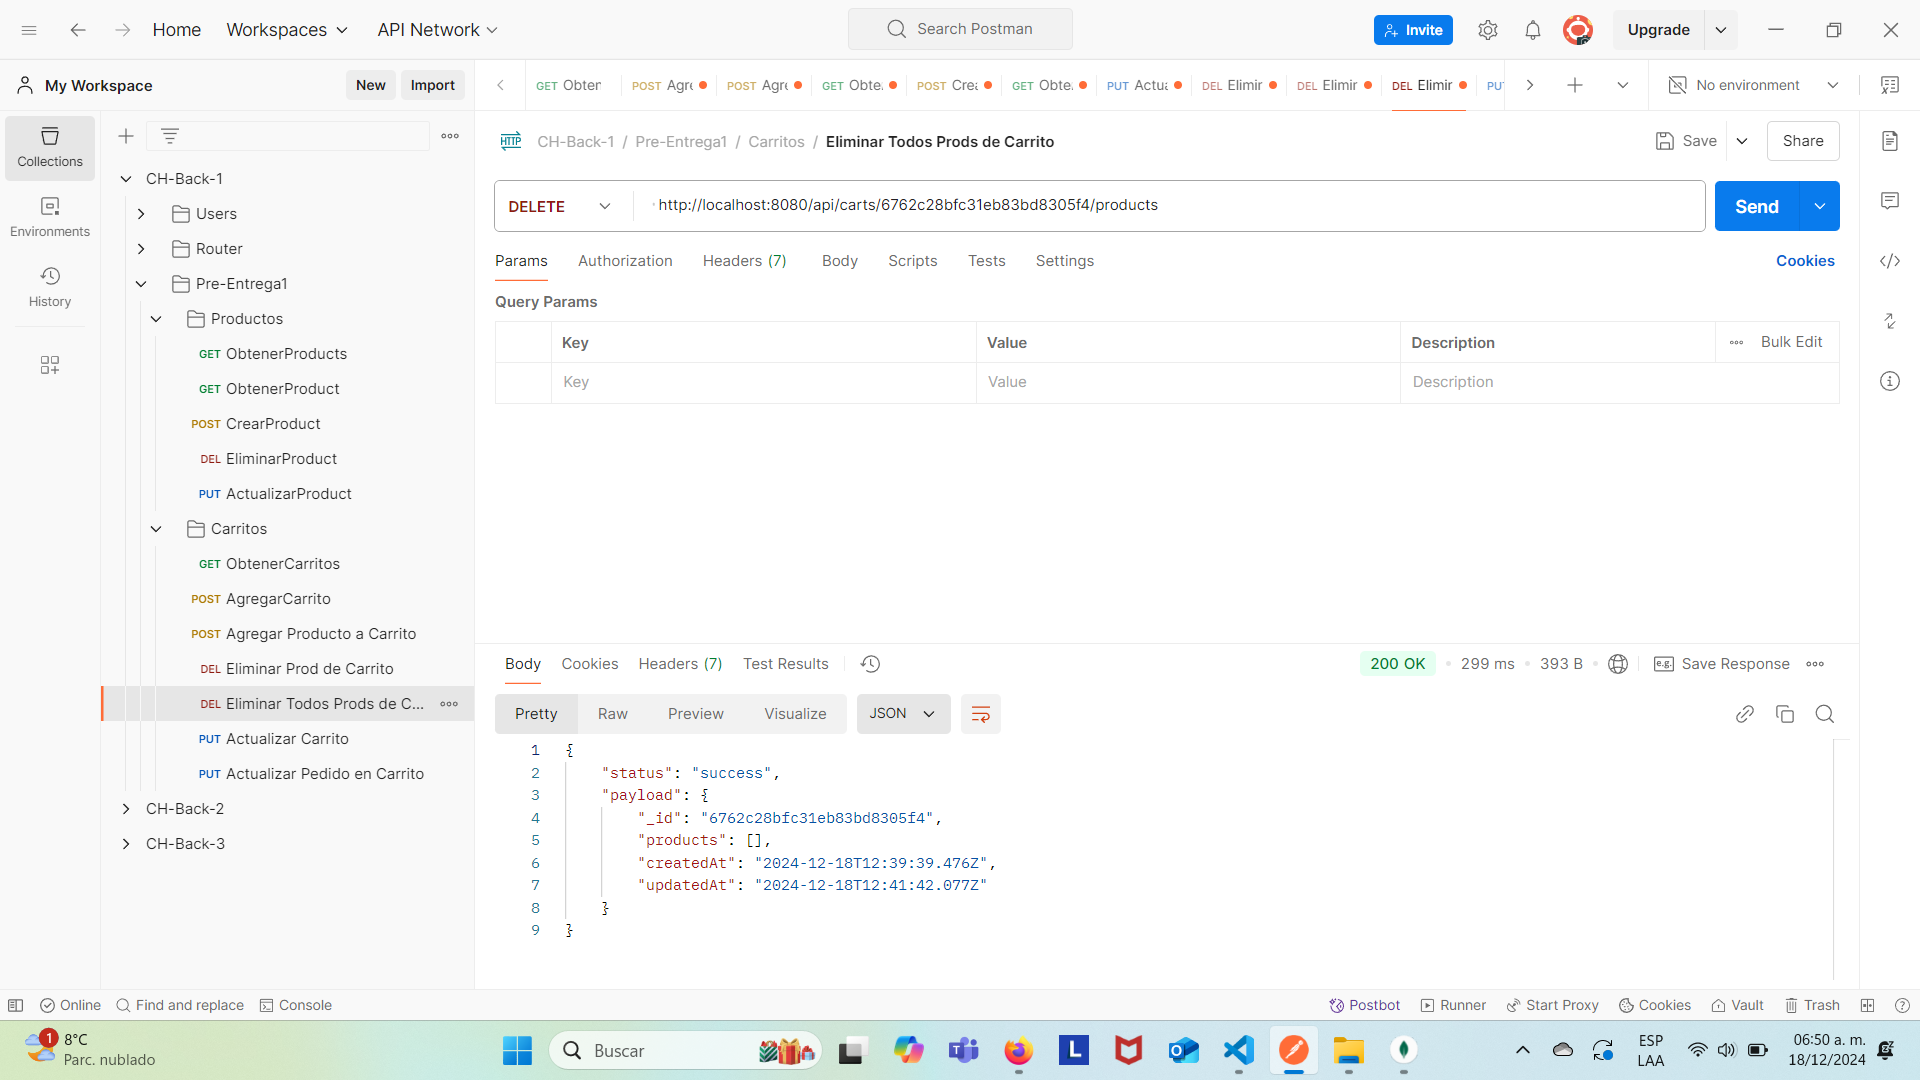 Home
Workspaces
API Network
Search Postman
Invite
Upgrade
My Workspace
New
Import
GET Obten
POST Agre
POST Agre
GET Obte
POST Crea
GET Obte
PUT Actua
DEL Elimir
DEL Elimir
DEL Elimir
PU
No environment
Collections
Environments
History
CH-Back-1
Users
Router
Pre-Entrega1
Productos
GET ObtenerProducts
GET ObtenerProduct
POST CrearProduct
DEL EliminarProduct
PUT ActualizarProduct
Carritos
GET ObtenerCarritos
POST AgregarCarrito
POST Agregar Producto a Carrito
DEL Eliminar Prod de Carrito
DEL Eliminar Todos Prods de C...
PUT Actualizar Carrito
PUT Actualizar Pedido en Carrito
CH-Back-2
CH-Back-3
HTTP CH-Back-1 / Pre-Entrega1 / Carritos / Eliminar Todos Prods de Carrito
Save
Share
DELETE
http://localhost:8080/api/carts/6762c28bfc31eb83bd8305f4/products
Send
Params Authorization Headers (7) Body Scripts Tests Settings
Cookies
Query Params
Key Value Description Bulk Edit
Key Value Description
Body Cookies Headers (7) Test Results
200 OK 299 ms 393 B e.g. Save Response
Pretty Raw Preview Visualize JSON
1 {
2 "status": "success",
3 "payload": {
4 "_id": "6762c28bfc31eb83bd8305f4",
5 "products": [],
6 "createdAt": "2024-12-18T12:39:39.476Z",
7 "updatedAt": "2024-12-18T12:41:42.077Z"
8 }
9 }
Online Find and replace Console
Postbot Runner Start Proxy Cookies Vault Trash
1
8°C
Parc. nublado
Buscar
L
ESP
LAA
06:50 a. m.
18/12/2024